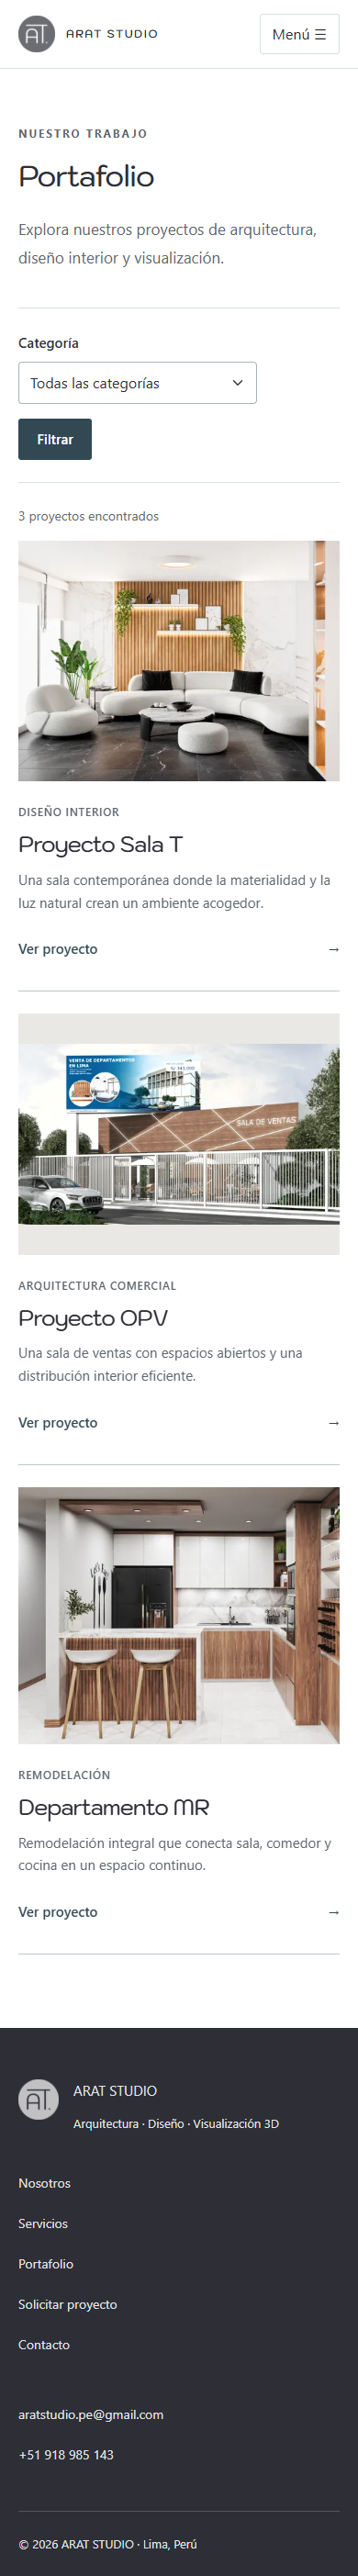 AT.
ARAT STUDIO
Menú ☰
NUESTRO TRABAJO
Portafolio
Explora nuestros proyectos de arquitectura,
diseño interior y visualización.
Categoría
Todas las categorías
Filtrar
3 proyectos encontrados
DISEÑO INTERIOR
Proyecto Sala T
Una sala contemporánea donde la materialidad y la
luz natural crean un ambiente acogedor.
Ver proyecto →
VENTA DE DEPARTAMENTOS
EN LIMA
SALA DE VENTAS
ARQUITECTURA COMERCIAL
Proyecto OPV
Una sala de ventas con espacios abiertos y una
distribución interior eficiente.
Ver proyecto →
REMODELACIÓN
Departamento MR
Remodelación integral que conecta sala, comedor y
cocina en un espacio continuo.
Ver proyecto →
AT.
ARAT STUDIO
Arquitectura · Diseño · Visualización 3D
Nosotros
Servicios
Portafolio
Solicitar proyecto
Contacto
aratstudio.pe@gmail.com
+51 918 985 143
© 2026 ARAT STUDIO · Lima, Perú